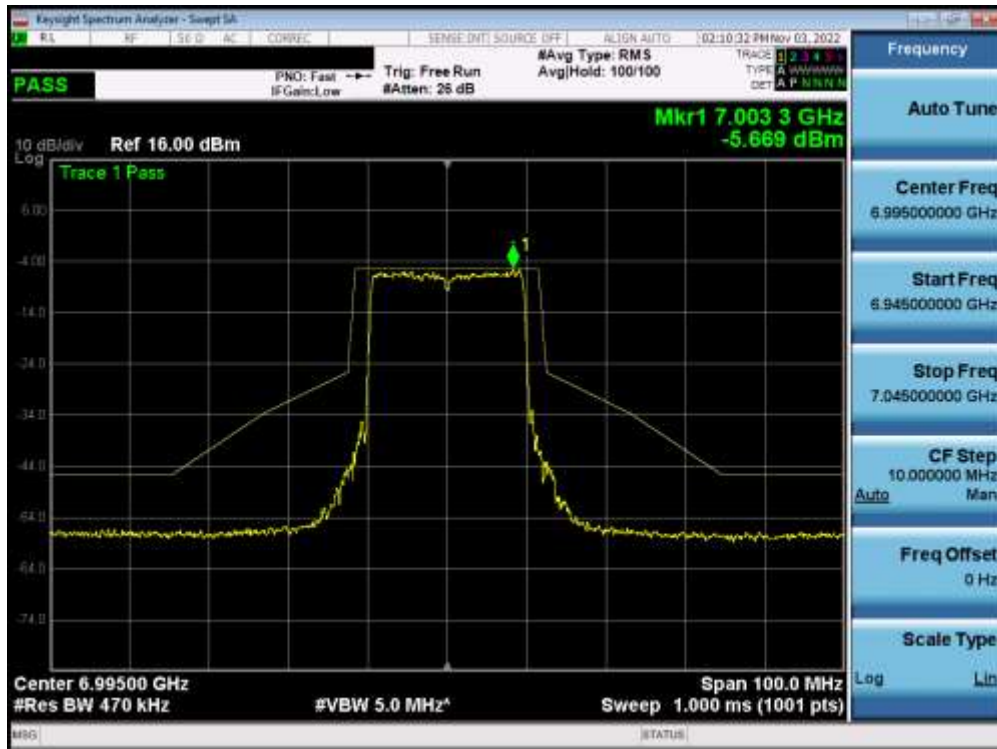 Keysight Spectrum Analyzer - Swept SA
RL RF 50 Ω AC CORREC SENSE:INT SOURCE OFF ALIGN AUTO 02:10:32 PM Nov 03, 2022
PASS
PNO: Fast
IFGain:Low
Trig: Free Run
#Atten: 26 dB
#Avg Type: RMS
Avg|Hold: 100/100
TRACE 1 2 3 4 5 6
TYPE A WWWWW
DET A P N N N N
Mkr1 7.003 3 GHz
-5.669 dBm
10 dB/div Ref 16.00 dBm
Log
Trace 1 Pass
1
6.00
-4.00
-14.0
-24.0
-34.0
-44.0
-54.0
-64.0
-74.0
Center 6.99500 GHz
Span 100.0 MHz
#Res BW 470 kHz
#VBW 5.0 MHz*
Sweep 1.000 ms (1001 pts)
MSG
STATUS
Frequency
Auto Tune
Center Freq
6.995000000 GHz
Start Freq
6.945000000 GHz
Stop Freq
7.045000000 GHz
CF Step
10.000000 MHz
Auto Man
Freq Offset
0 Hz
Scale Type
Log Lin